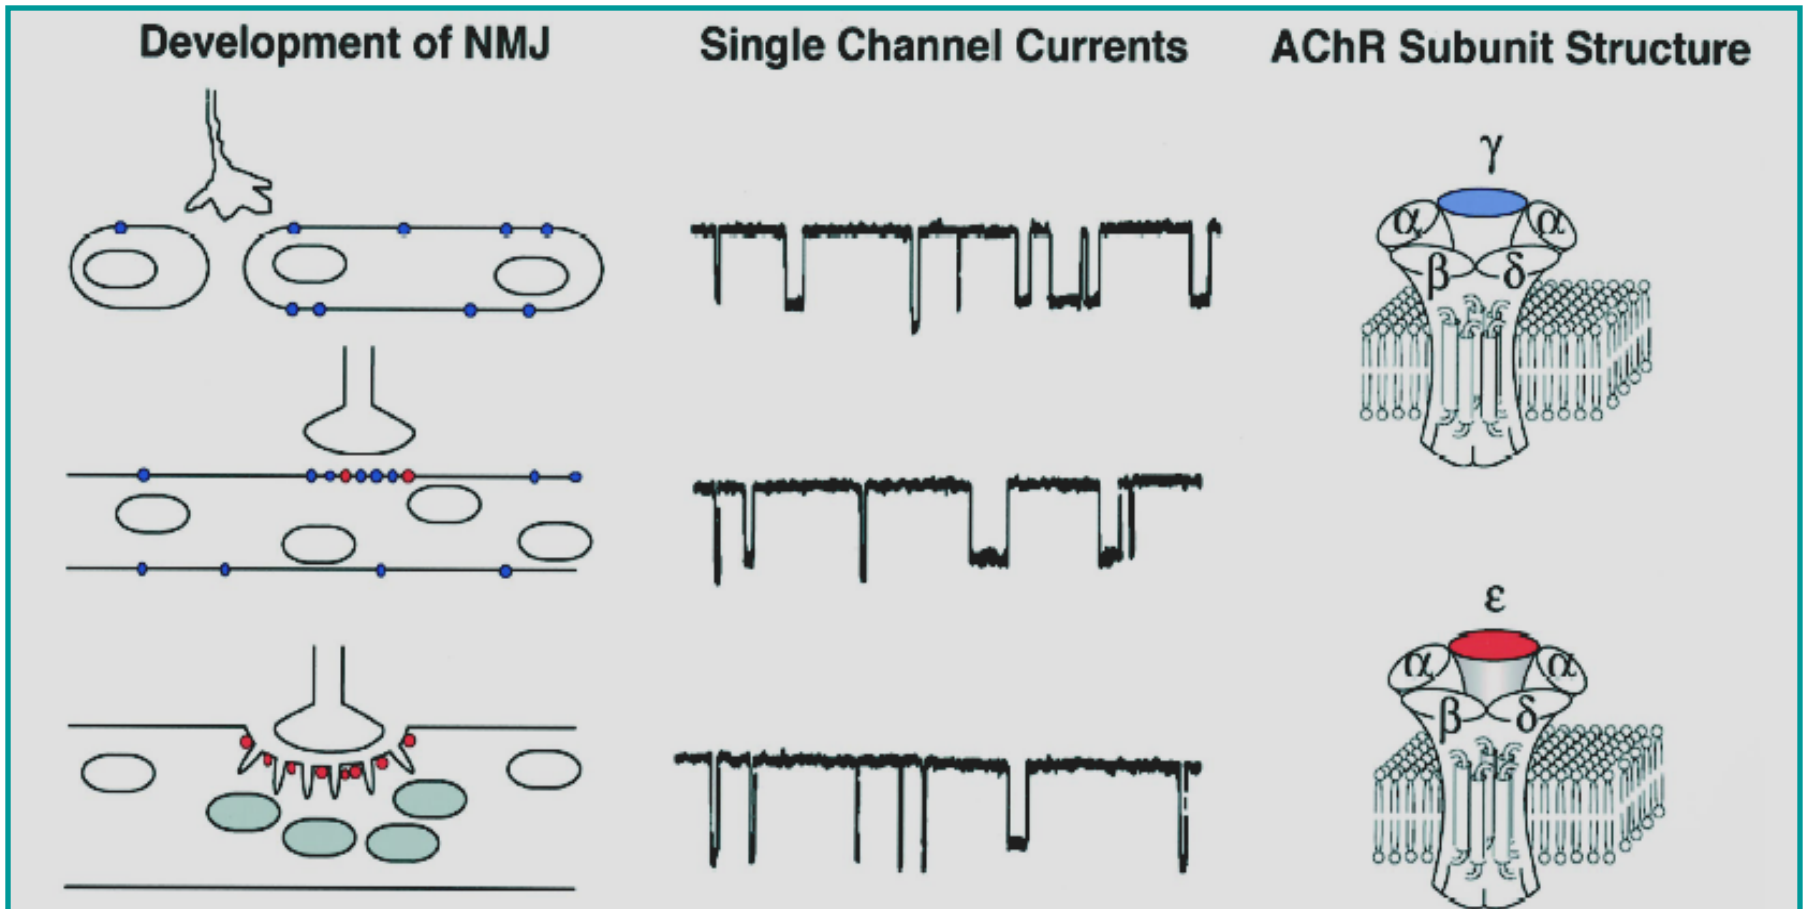 Development of NMJ
Single Channel Currents
AChR Subunit Structure
γ
α α
β δ
ε
α α
β δ